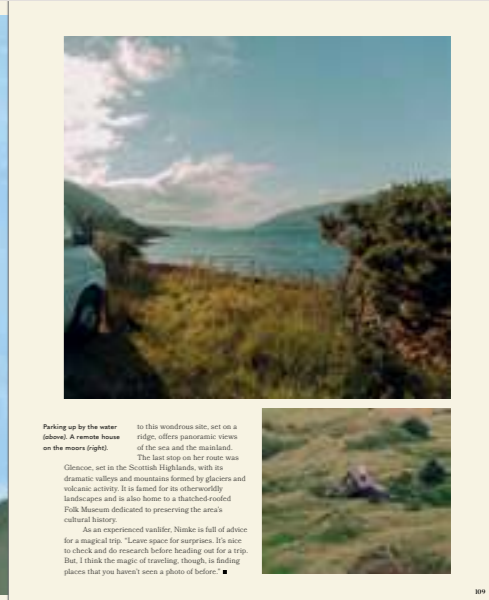 Parking up by the water
(above). A remote house
on the moors (right).
to this wondrous site, set on a
ridge, offers panoramic views
of the sea and the mainland.
The last stop on her route was
Glencoe, set in the Scottish Highlands, with its
dramatic valleys and mountains formed by glaciers and
volcanic activity. It is famed for its otherworldly
landscapes and is also home to a thatched-roofed
Folk Museum dedicated to preserving the area's
cultural history.
As an experienced vanlifer, Nimke is full of advice
for a magical trip. "Leave space for surprises. It's nice
to check and do research before heading out for a trip.
But, I think the magic of traveling, though, is finding
places that you haven't seen a photo of before." ■
109